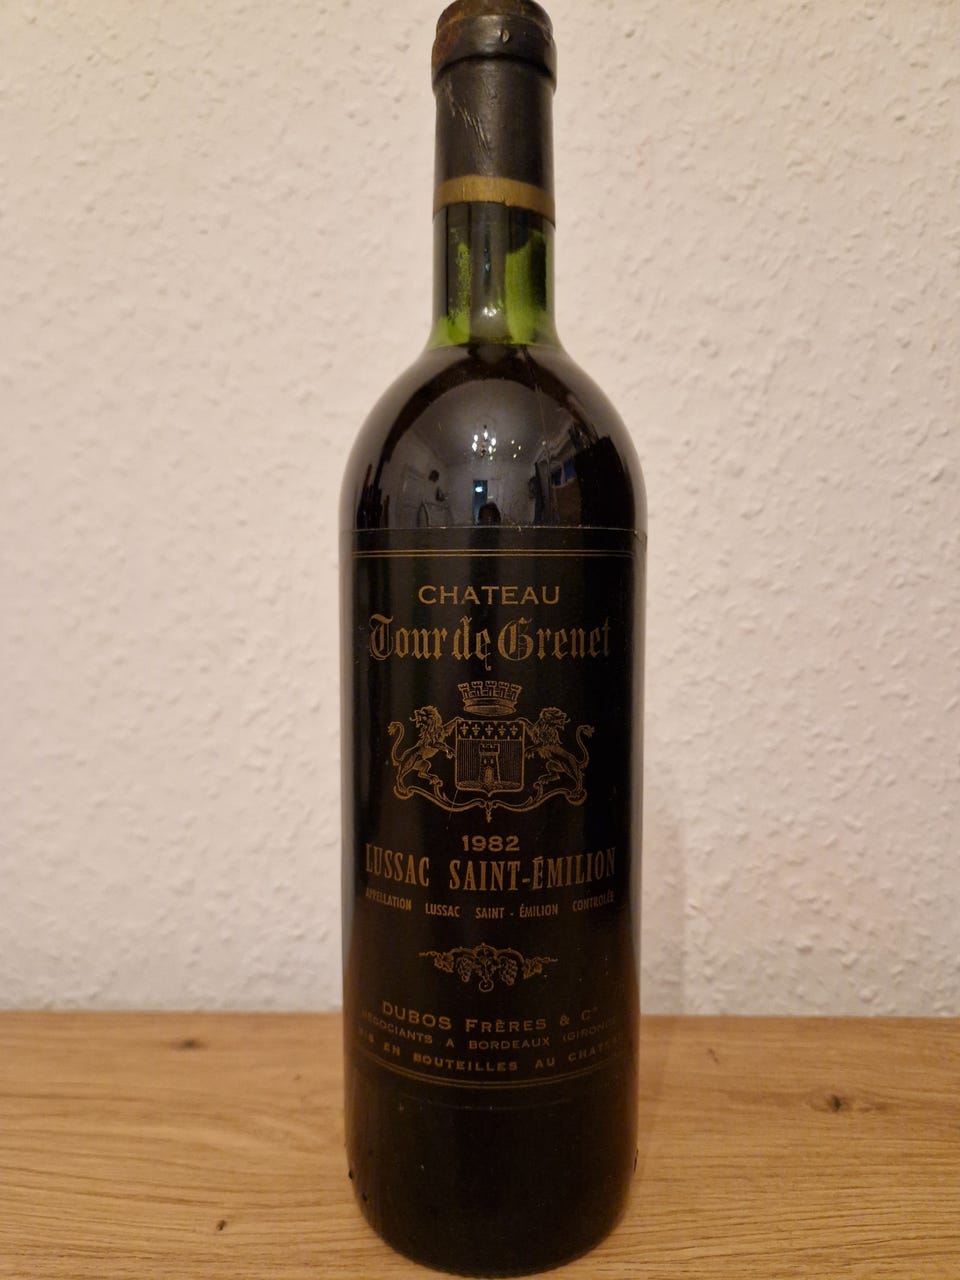 CHATEAU
Tour de Grenet
1982
LUSSAC SAINT-ÉMILION
APPELLATION LUSSAC SAINT-ÉMILION CONTROLÉE
DUBOS FRÈRES & Cie
NÉGOCIANTS A BORDEAUX (GIRONDE)
MIS EN BOUTEILLES AU CHATEAU